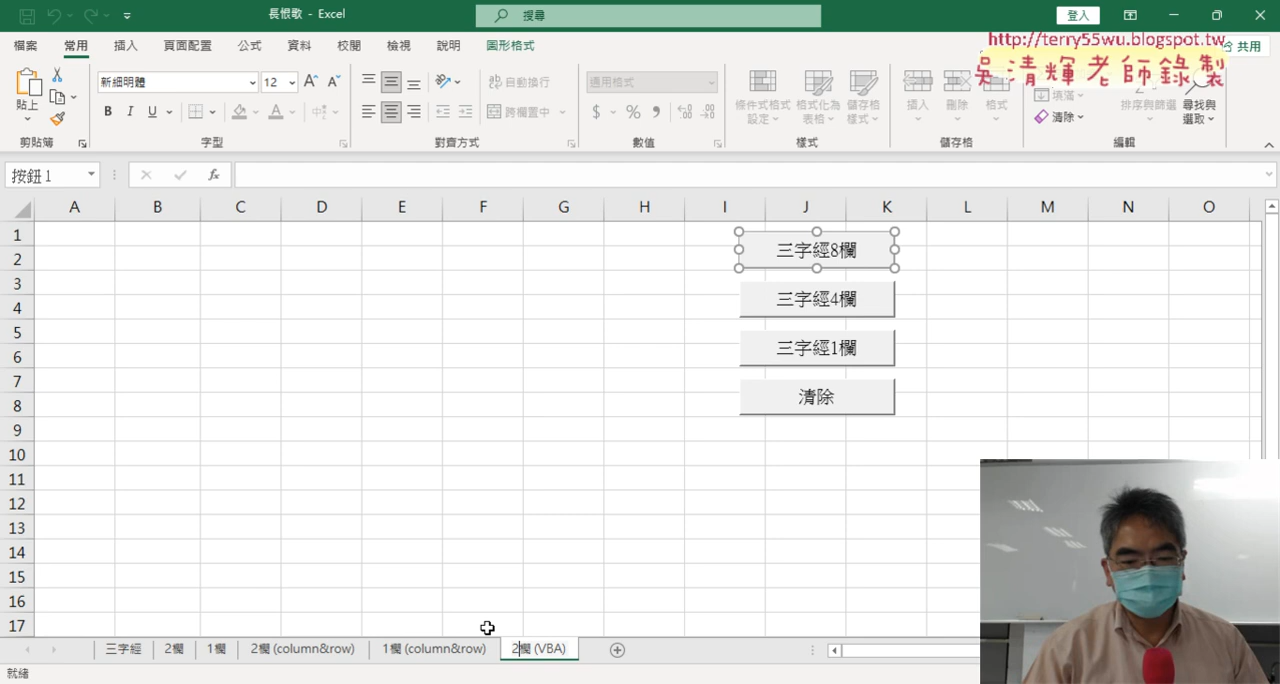 長恨歌 - Excel
搜尋
登入
http://terry55wu.blogspot.tw
吳清輝老師錄製
檔案 常用 插入 頁面配置 公式 資料 校閱 檢視 說明 圖形格式 共用
貼上
新細明體 12
自動換行
通用格式
條件式格式設定 格式化為表格 儲存格樣式
插入 刪除 格式
填滿
清除
排序與篩選 尋找與選取
B I U
跨欄置中
$ %
剪貼簿 字型 對齊方式 數值 樣式 儲存格 編輯
按鈕 1 fx
A B C D E F G H I J K L M N O
1
三字經8欄
2
3
三字經4欄
4
5
三字經1欄
6
7
清除
8
9
10
11
12
13
14
15
16
17
三字經 2欄 1欄 2欄 (column&row) 1欄 (column&row) 2欄 (VBA)
就緒